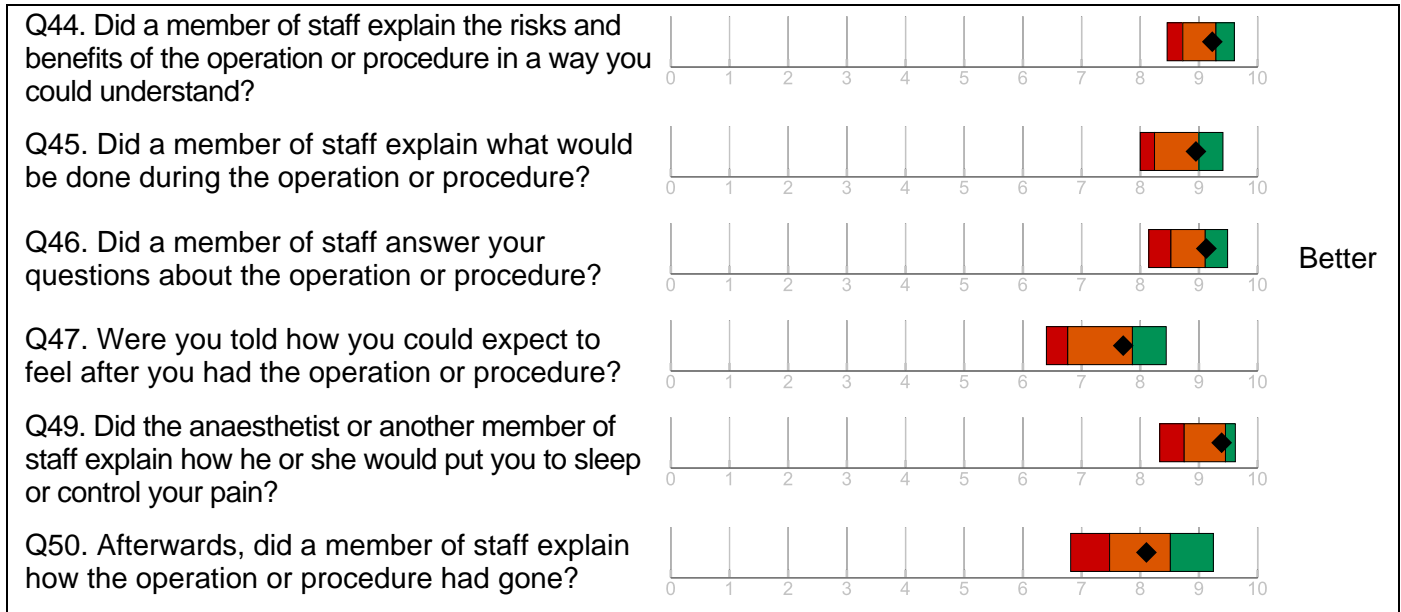 Q44. Did a member of staff explain the risks and
benefits of the operation or procedure in a way you
could understand?
0 1 2 3 4 5 6 7 8 9 10
Q45. Did a member of staff explain what would
be done during the operation or procedure?
0 1 2 3 4 5 6 7 8 9 10
Q46. Did a member of staff answer your
questions about the operation or procedure?
Better
0 1 2 3 4 5 6 7 8 9 10
Q47. Were you told how you could expect to
feel after you had the operation or procedure?
0 1 2 3 4 5 6 7 8 9 10
Q49. Did the anaesthetist or another member of
staff explain how he or she would put you to sleep
or control your pain?
0 1 2 3 4 5 6 7 8 9 10
Q50. Afterwards, did a member of staff explain
how the operation or procedure had gone?
0 1 2 3 4 5 6 7 8 9 10